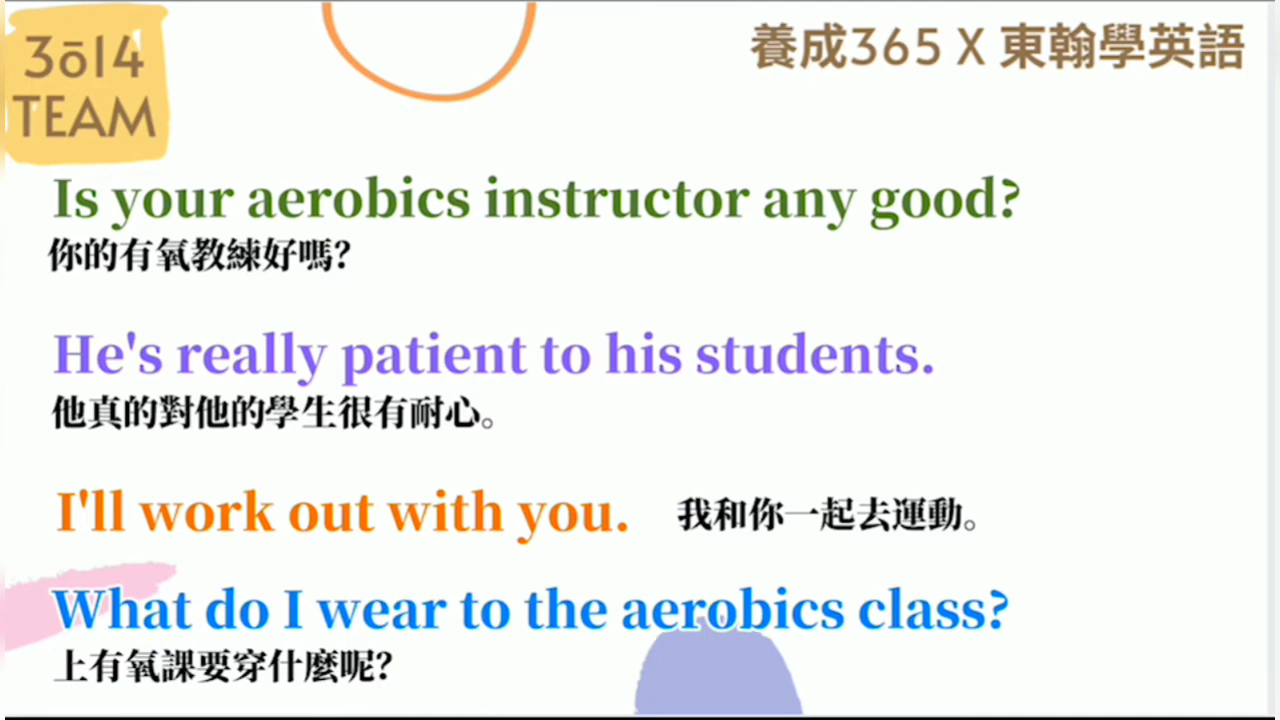 3ō14
TEAM
養成365 X 東翰學英語
Is your aerobics instructor any good?
你的有氧教練好嗎?
He's really patient to his students.
他真的對他的學生很有耐心。
I'll work out with you. 我和你一起去運動。
What do I wear to the aerobics class?
上有氧課要穿什麼呢?